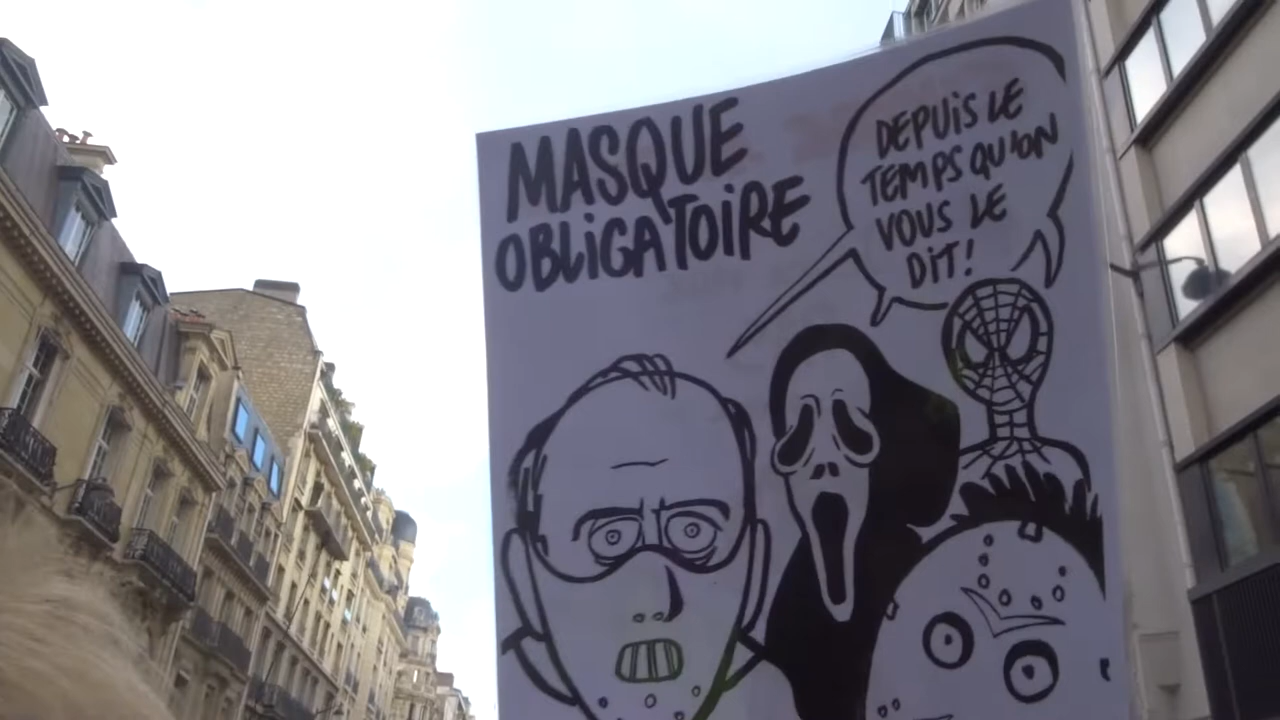 MASQUE
OBLiGATOiRE
DEPUiS LE
TEMPS QU'ON
VOUS LE
DiT!